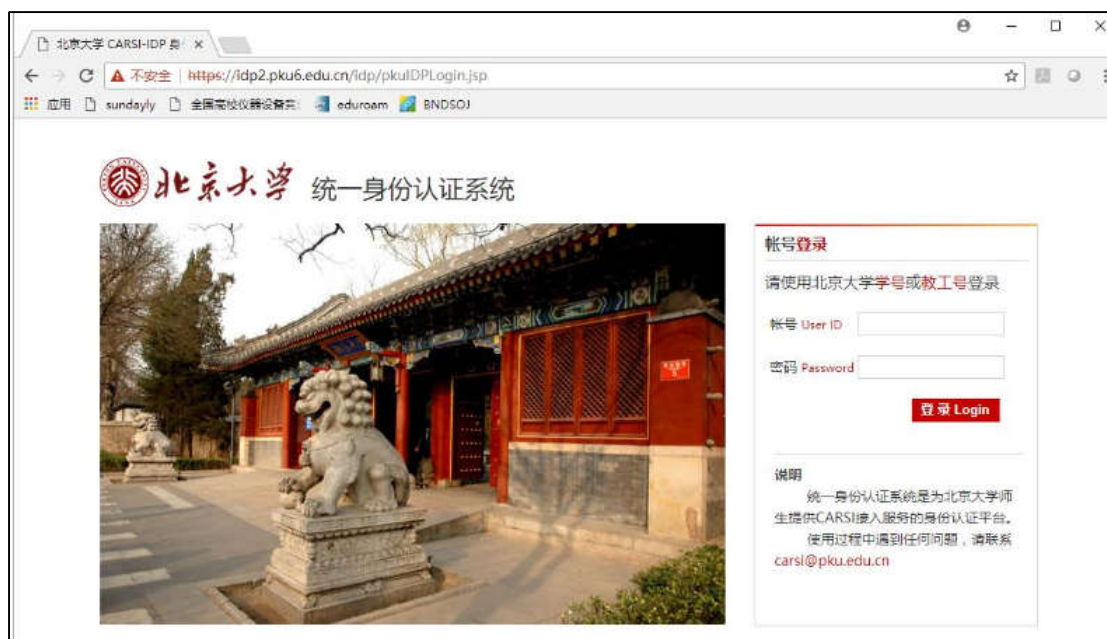 北京大学 CARSI-IDP 身
不安全 | https://idp2.pku6.edu.cn/idp/pkuIDPLogin.jsp
应用 sundayly 全国高校仪器设备竞 eduroam BNDSOJ
北京大学 统一身份认证系统
帐号登录
请使用北京大学学号或教工号登录
帐号 User ID
密码 Password
登录 Login
说明
统一身份认证系统是为北京大学师
生提供CARSI接入服务的身份认证平台。
使用过程中遇到任何问题，请联系
carsi@pku.edu.cn